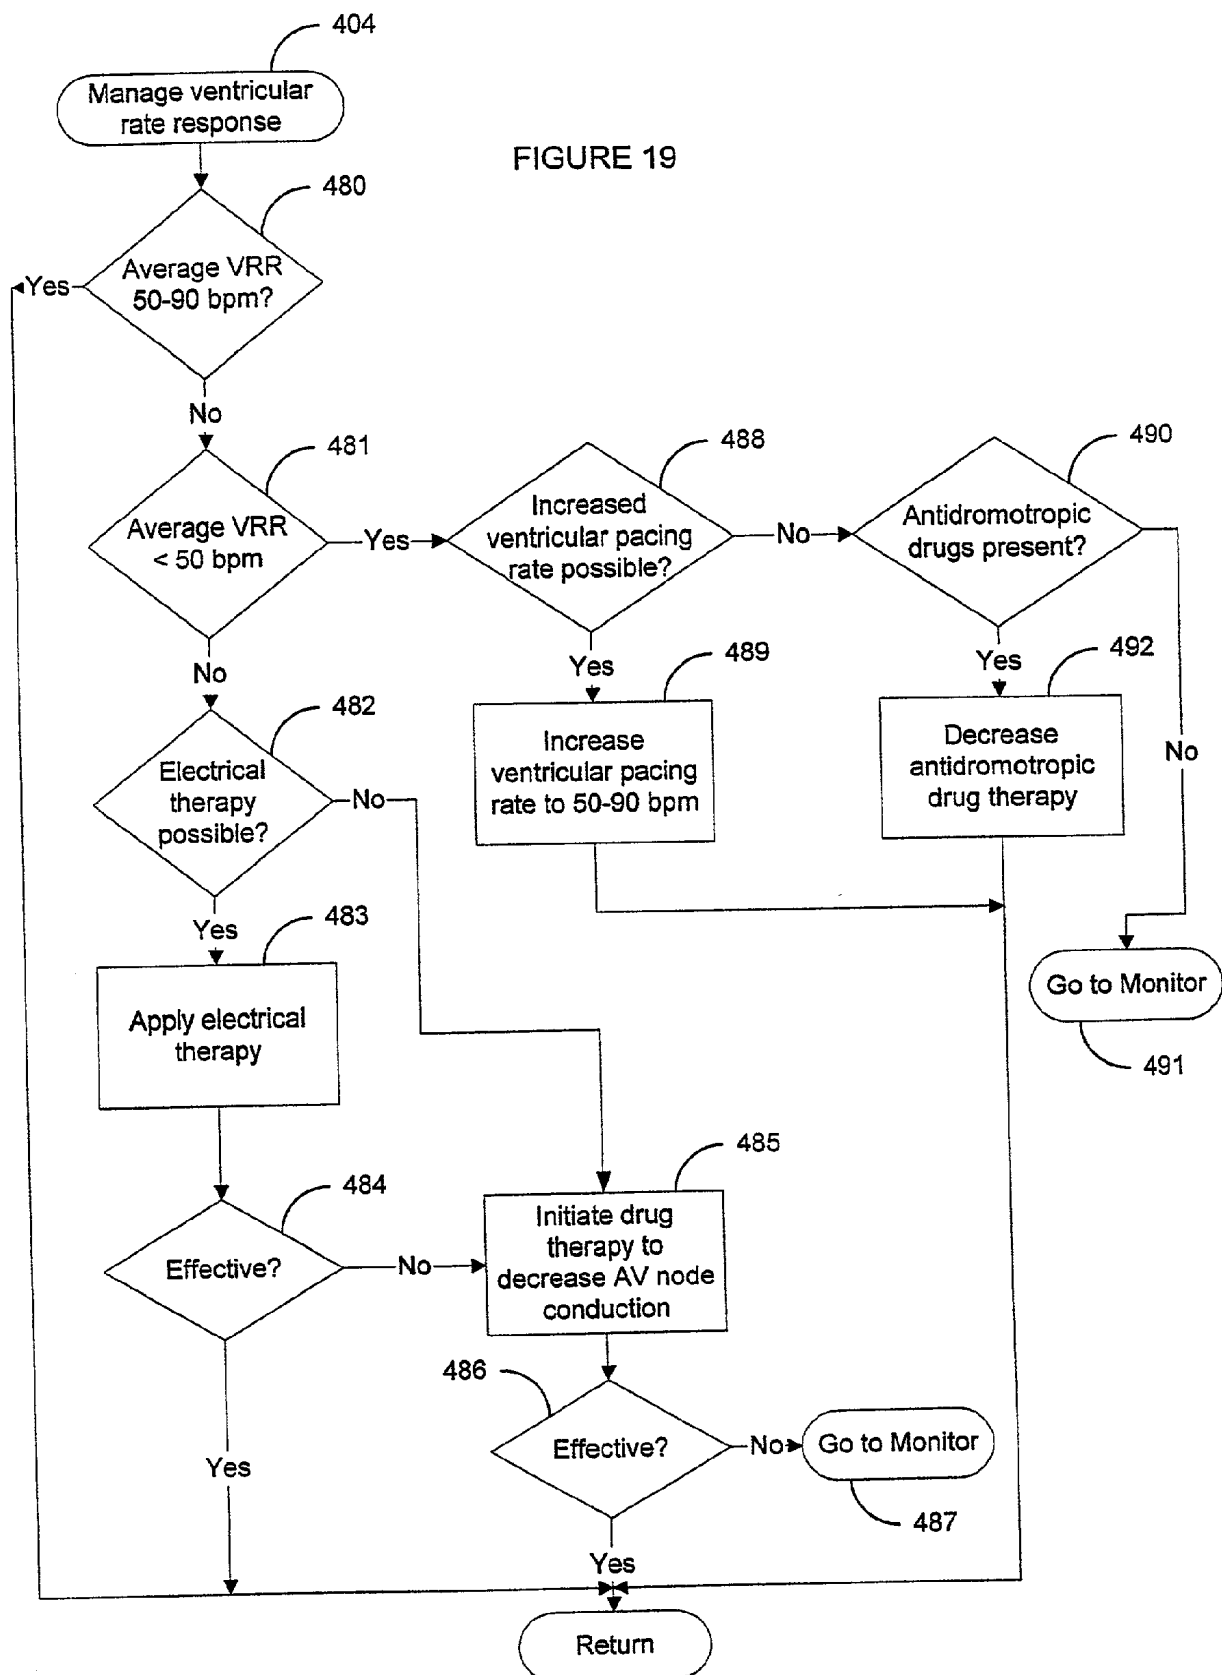 404
Manage ventricular
rate response
FIGURE 19
480
Average VRR
50-90 bpm?
Yes
No
481
Average VRR
< 50 bpm
Yes
488
Increased
ventricular pacing
rate possible?
No
490
Antidromotropic
drugs present?
No
Yes
489
Yes
492
No
482
Electrical
therapy
possible?
No
Increase
ventricular pacing
rate to 50-90 bpm
Decrease
antidromotropic
drug therapy
Yes
483
Apply electrical
therapy
Go to Monitor
491
484
Effective?
No
485
Initiate drug
therapy to
decrease AV node
conduction
486
Effective?
No
Go to Monitor
487
Yes
Yes
Return